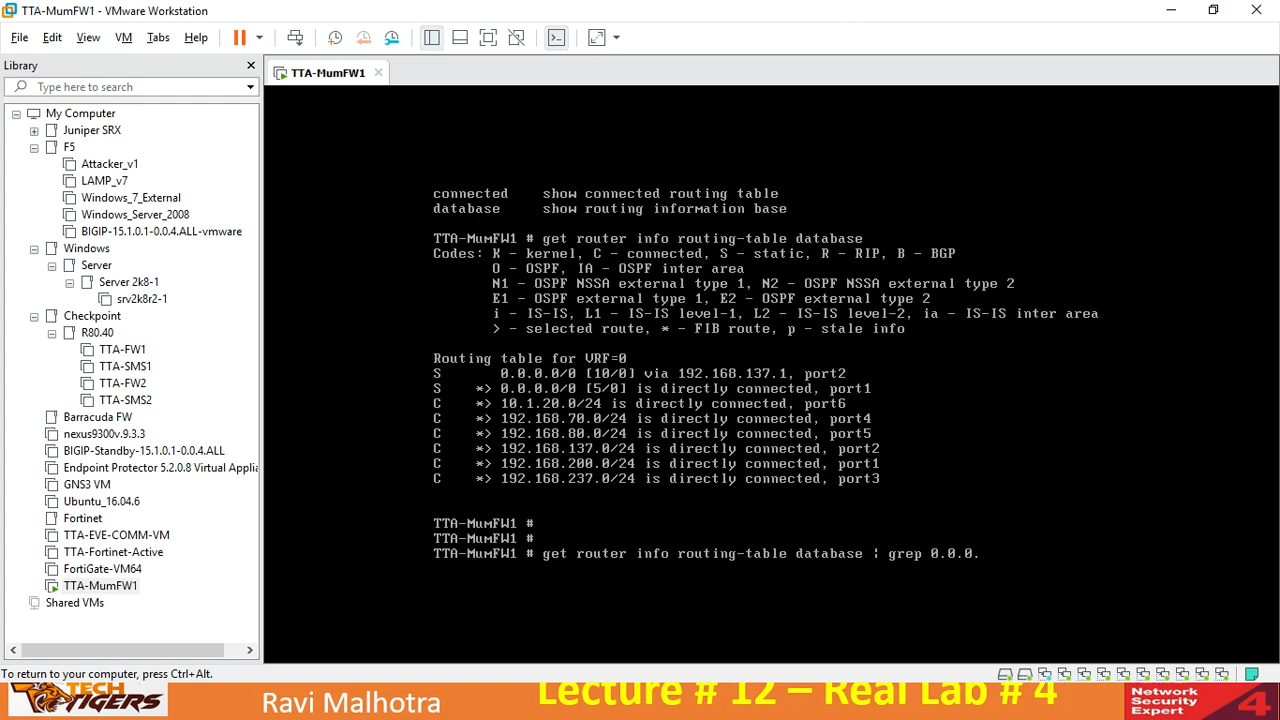 TTA-MumFW1 - VMware Workstation
File Edit View VM Tabs Help
Library
Type here to search
My Computer
Juniper SRX
F5
Attacker_v1
LAMP_v7
Windows_7_External
Windows_Server_2008
BIGIP-15.1.0.1-0.0.4.ALL-vmware
Windows
Server
Server 2k8-1
srv2k8r2-1
Checkpoint
R80.40
TTA-FW1
TTA-SMS1
TTA-FW2
TTA-SMS2
Barracuda FW
nexus9300v.9.3.3
BIGIP-Standby-15.1.0.1-0.0.4.ALL
Endpoint Protector 5.2.0.8 Virtual Applia
GNS3 VM
Ubuntu_16.04.6
Fortinet
TTA-EVE-COMM-VM
TTA-Fortinet-Active
FortiGate-VM64
TTA-MumFW1
Shared VMs
TTA-MumFW1
connected show connected routing table
database show routing information base
TTA-MumFW1 # get router info routing-table database
Codes: K - kernel, C - connected, S - static, R - RIP, B - BGP
O - OSPF, IA - OSPF inter area
N1 - OSPF NSSA external type 1, N2 - OSPF NSSA external type 2
E1 - OSPF external type 1, E2 - OSPF external type 2
i - IS-IS, L1 - IS-IS level-1, L2 - IS-IS level-2, ia - IS-IS inter area
> - selected route, * - FIB route, p - stale info
Routing table for VRF=0
S 0.0.0.0/0 [10/0] via 192.168.137.1, port2
S *> 0.0.0.0/0 [5/0] is directly connected, port1
C *> 10.1.20.0/24 is directly connected, port6
C *> 192.168.70.0/24 is directly connected, port4
C *> 192.168.80.0/24 is directly connected, port5
C *> 192.168.137.0/24 is directly connected, port2
C *> 192.168.200.0/24 is directly connected, port1
C *> 192.168.237.0/24 is directly connected, port3
TTA-MumFW1 #
TTA-MumFW1 #
TTA-MumFW1 # get router info routing-table database | grep 0.0.0.
To return to your computer, press Ctrl+Alt.
TECH
TIGERS
Ravi Malhotra
Lecture # 12 – Real Lab # 4
Network
Security
Expert
4